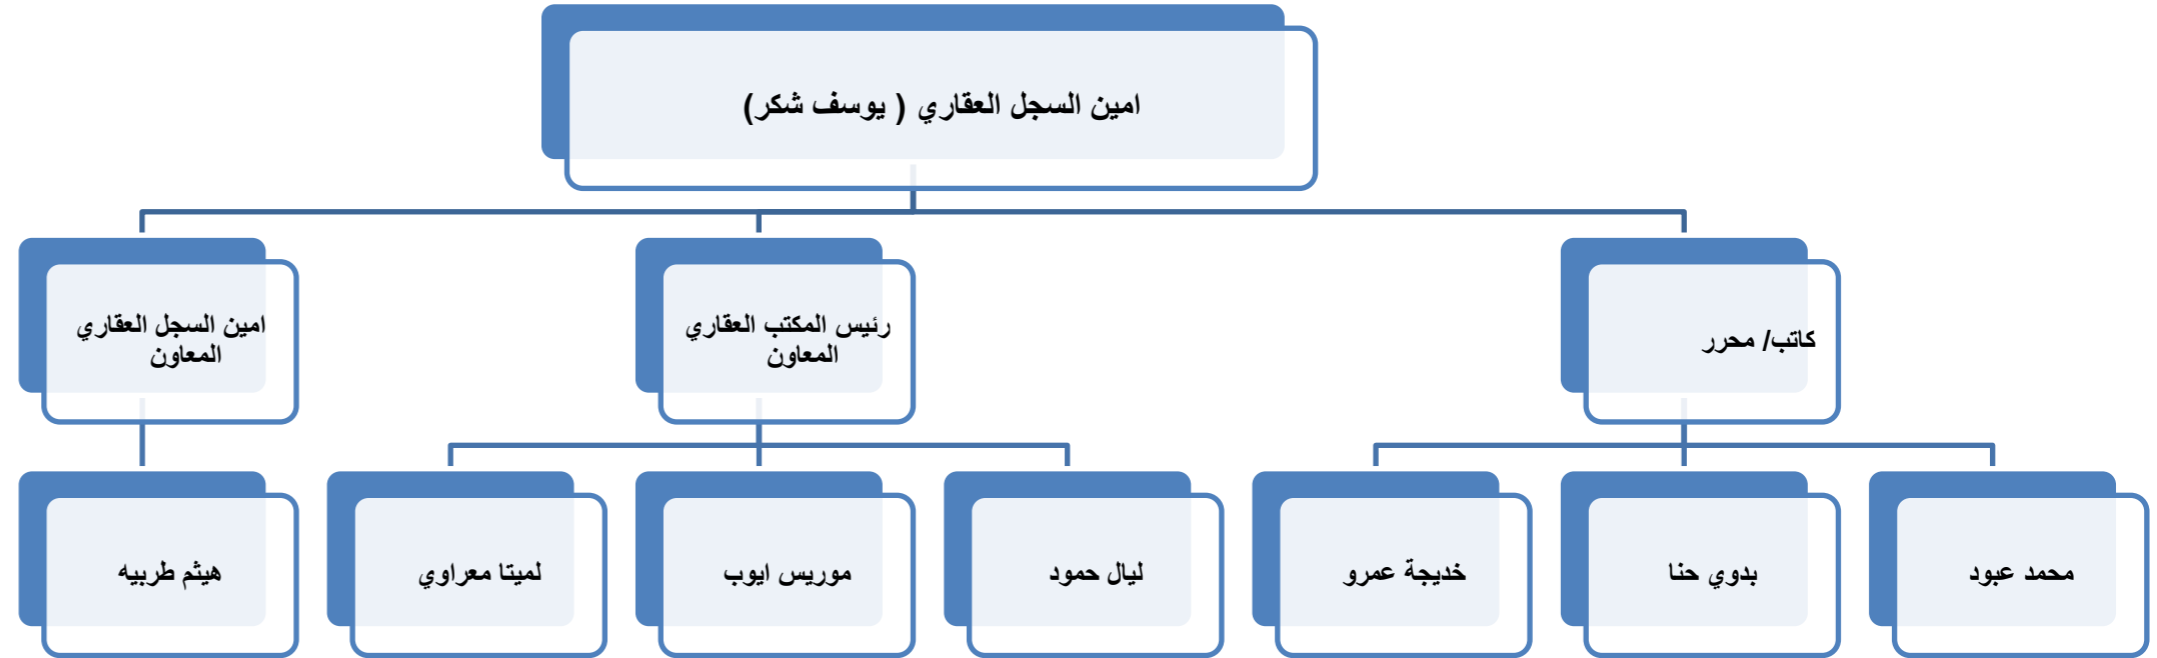 امين السجل العقاري ( يوسف شكر)
كاتب/ محرر
رئيس المكتب العقاري
المعاون
امين السجل العقاري
المعاون
محمد عبود
بدوي حنا
خديجة عمرو
ليال حمود
موريس ايوب
لميتا معراوي
هيثم طربيه